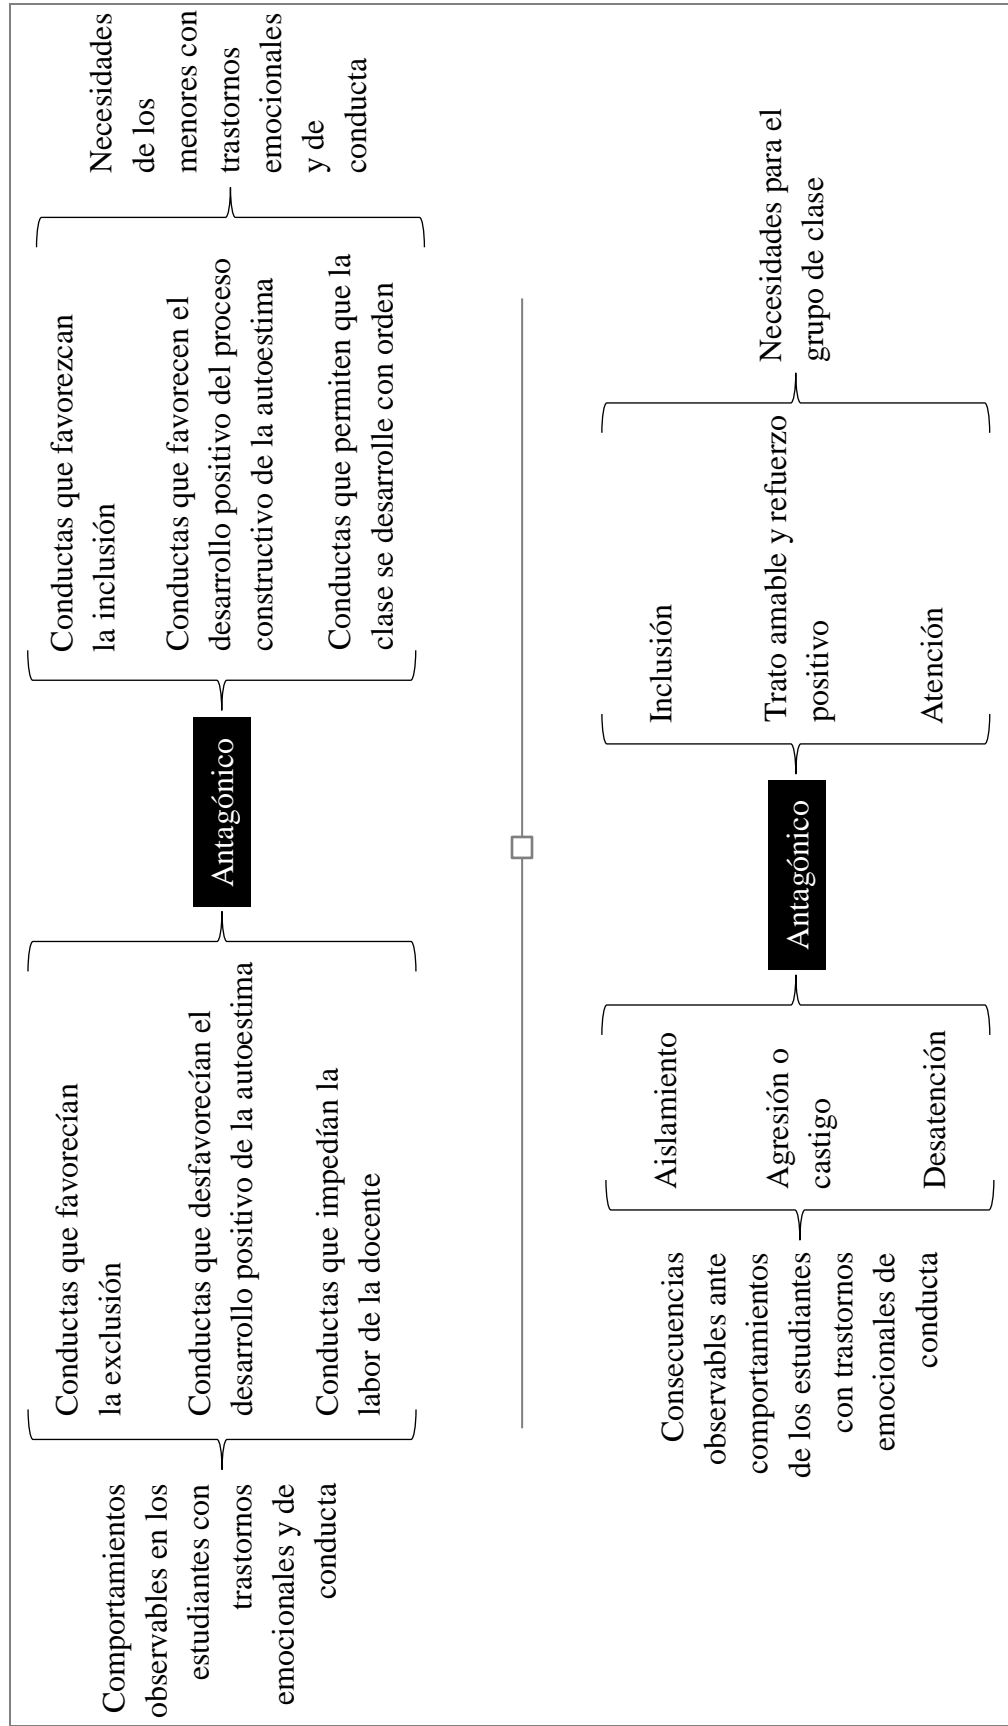 Comportamientos
observables en los
estudiantes con
trastornos
emocionales y de
conducta
Conductas que favorecían
la exclusión
Conductas que desfavorecían el
desarrollo positivo de la autoestima
Conductas que impedían la
labor de la docente
Antagónico
Conductas que favorezcan
la inclusión
Conductas que favorecen el
desarrollo positivo del proceso
constructivo de la autoestima
Conductas que permiten que la
clase se desarrolle con orden
Necesidades
de los
menores con
trastornos
emocionales
y de
conducta
Consecuencias
observables ante
comportamientos
de los estudiantes
con trastornos
emocionales de
conducta
Aislamiento
Agresión o
castigo
Desatención
Antagónico
Inclusión
Trato amable y refuerzo
positivo
Atención
Necesidades para el
grupo de clase